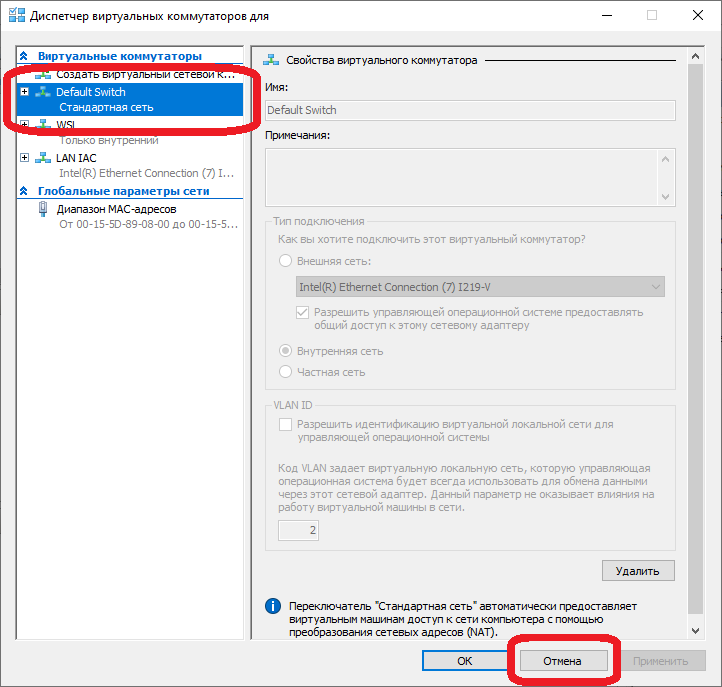 Диспетчер виртуальных коммутаторов для
Виртуальные коммутаторы
Создать виртуальный сетевой к...
Default Switch
Стандартная сеть
WSL
Только внутренний
LAN IAC
Intel(R) Ethernet Connection (7) I...
Глобальные параметры сети
Диапазон MAC-адресов
От 00-15-5D-89-08-00 до 00-15-5...
Свойства виртуального коммутатора
Имя:
Default Switch
Примечания:
Тип подключения
Как вы хотите подключить этот виртуальный коммутатор?
Внешняя сеть:
Intel(R) Ethernet Connection (7) I219-V
Разрешить управляющей операционной системе предоставлять
общий доступ к этому сетевому адаптеру
Внутренняя сеть
Частная сеть
VLAN ID
Разрешить идентификацию виртуальной локальной сети для
управляющей операционной системы
Код VLAN задает виртуальную локальную сеть, которую управляющая
операционная система будет всегда использовать для обмена данными
через этот сетевой адаптер. Данный параметр не оказывает влияния на
работу виртуальной машины в сети.
2
Удалить
Переключатель "Стандартная сеть" автоматически предоставляет
виртуальным машинам доступ к сети компьютера с помощью
преобразования сетевых адресов (NAT).
ОК
Отмена
Применить